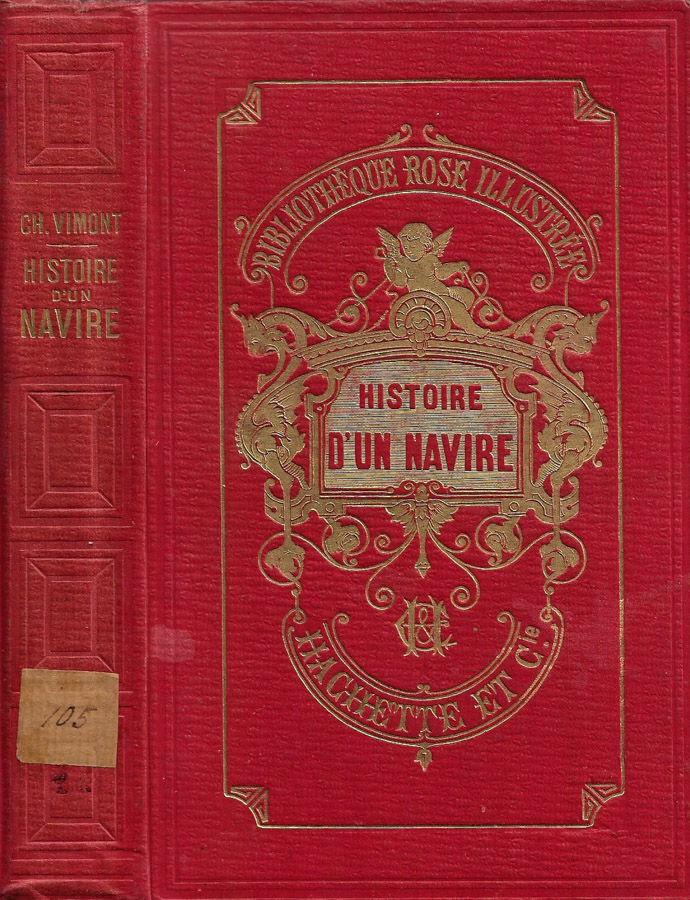 CH. VIMONT
HISTOIRE
D'UN
NAVIRE
105
BIBLIOTHÈQUE ROSE ILLUSTRÉE
HISTOIRE
D'UN NAVIRE
HACHETTE ET Cie.